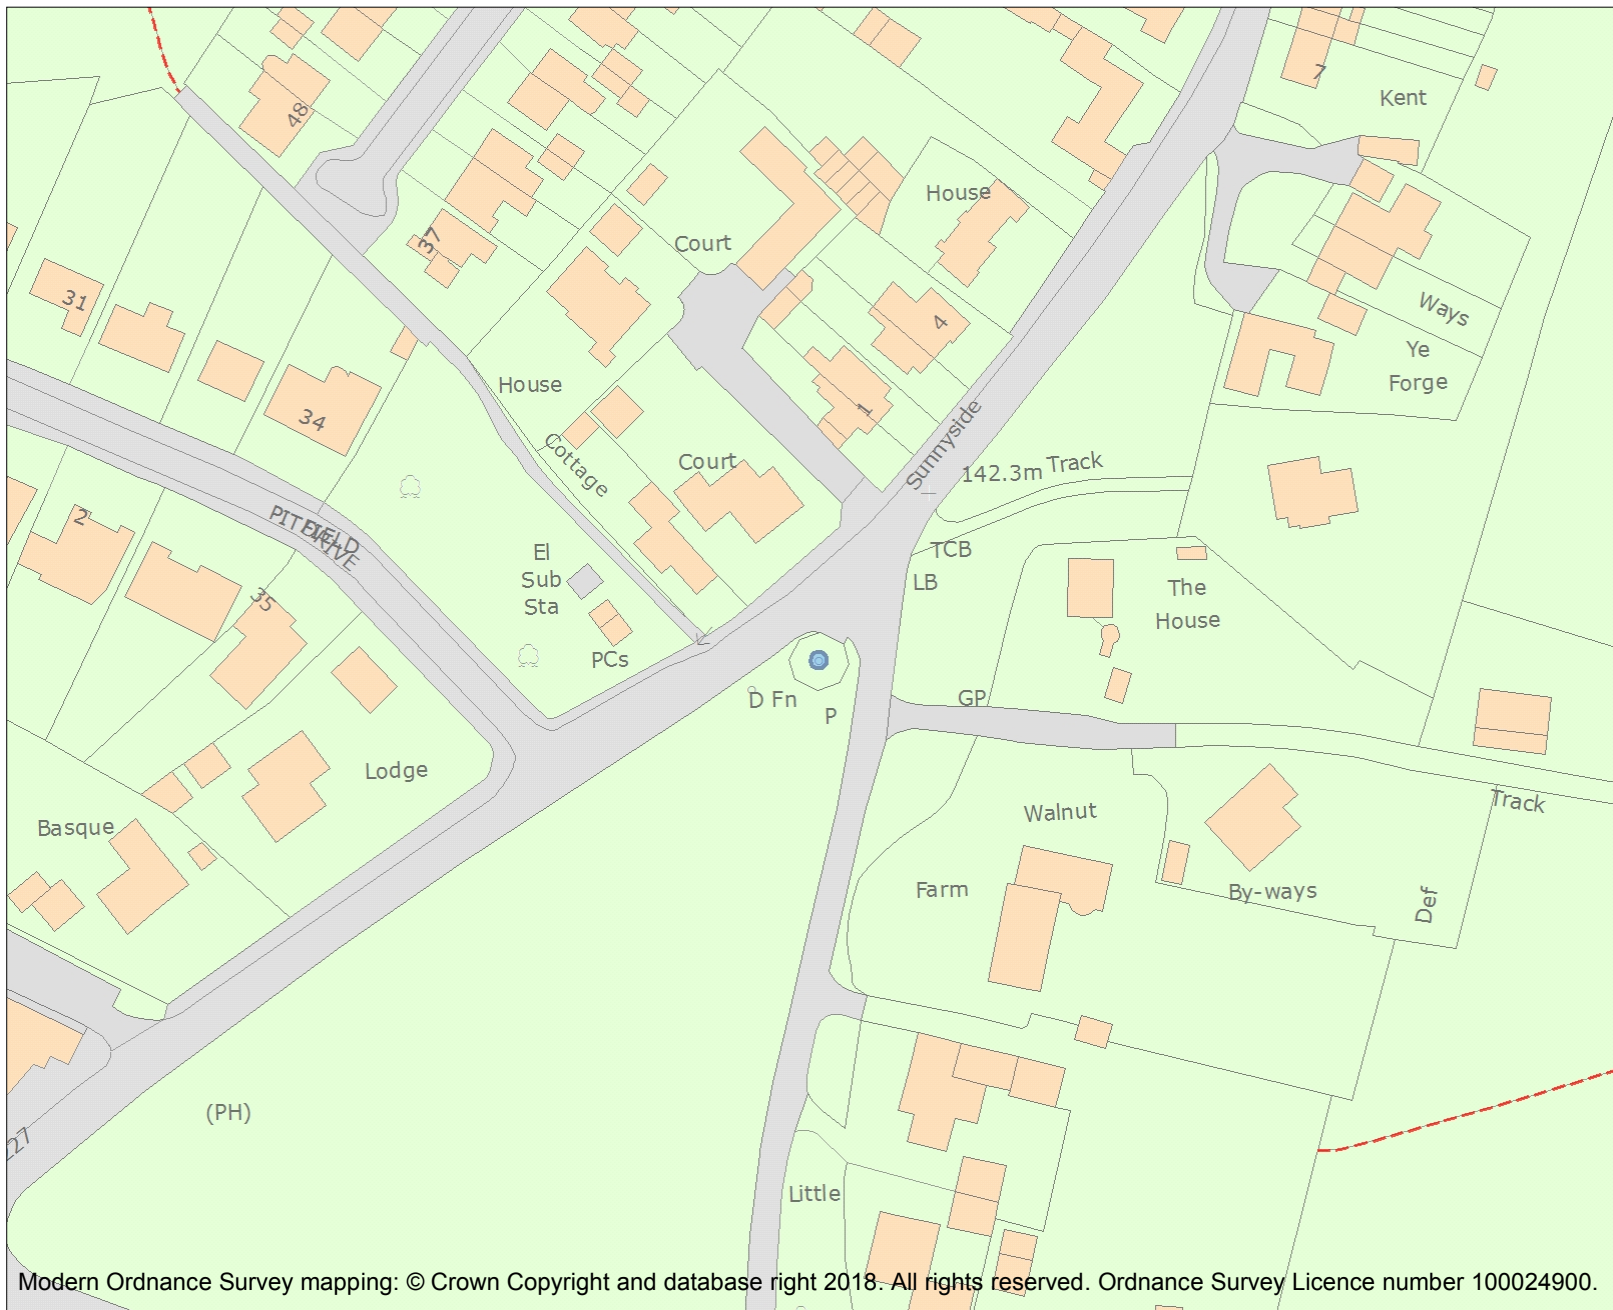 7
Kent
48
House
37
Court
31
4
Ways
Ye
Forge
House
34
1
Sunnyside
Cottage
Court
142.3m
Track
2
PITFIELD
DRIVE
El
Sub
Sta
TCB
LB
The
House
35
PCs
D Fn
P
GP
Lodge
Basque
Walnut
Track
Farm
By-ways
Def
(PH)
227
Little
Modern Ordnance Survey mapping: © Crown Copyright and database right 2018. All rights reserved. Ordnance Survey Licence number 100024900.